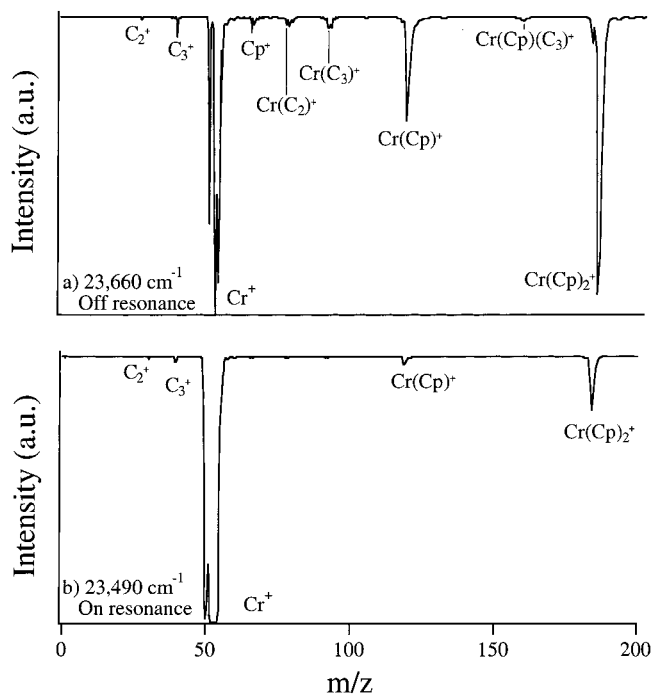 Intensity (a.u.)
C₂⁺
C₃⁺
Cp⁺
Cr(C₂)⁺
Cr(C₃)⁺
Cr(Cp)⁺
Cr(Cp)(C₃)⁺
Cr(Cp)₂⁺
a) 23,660 cm⁻¹
Off resonance
Cr⁺
Intensity (a.u.)
C₂⁺
C₃⁺
Cr(Cp)⁺
Cr(Cp)₂⁺
b) 23,490 cm⁻¹
On resonance
Cr⁺
0 50 100 150 200
m/z